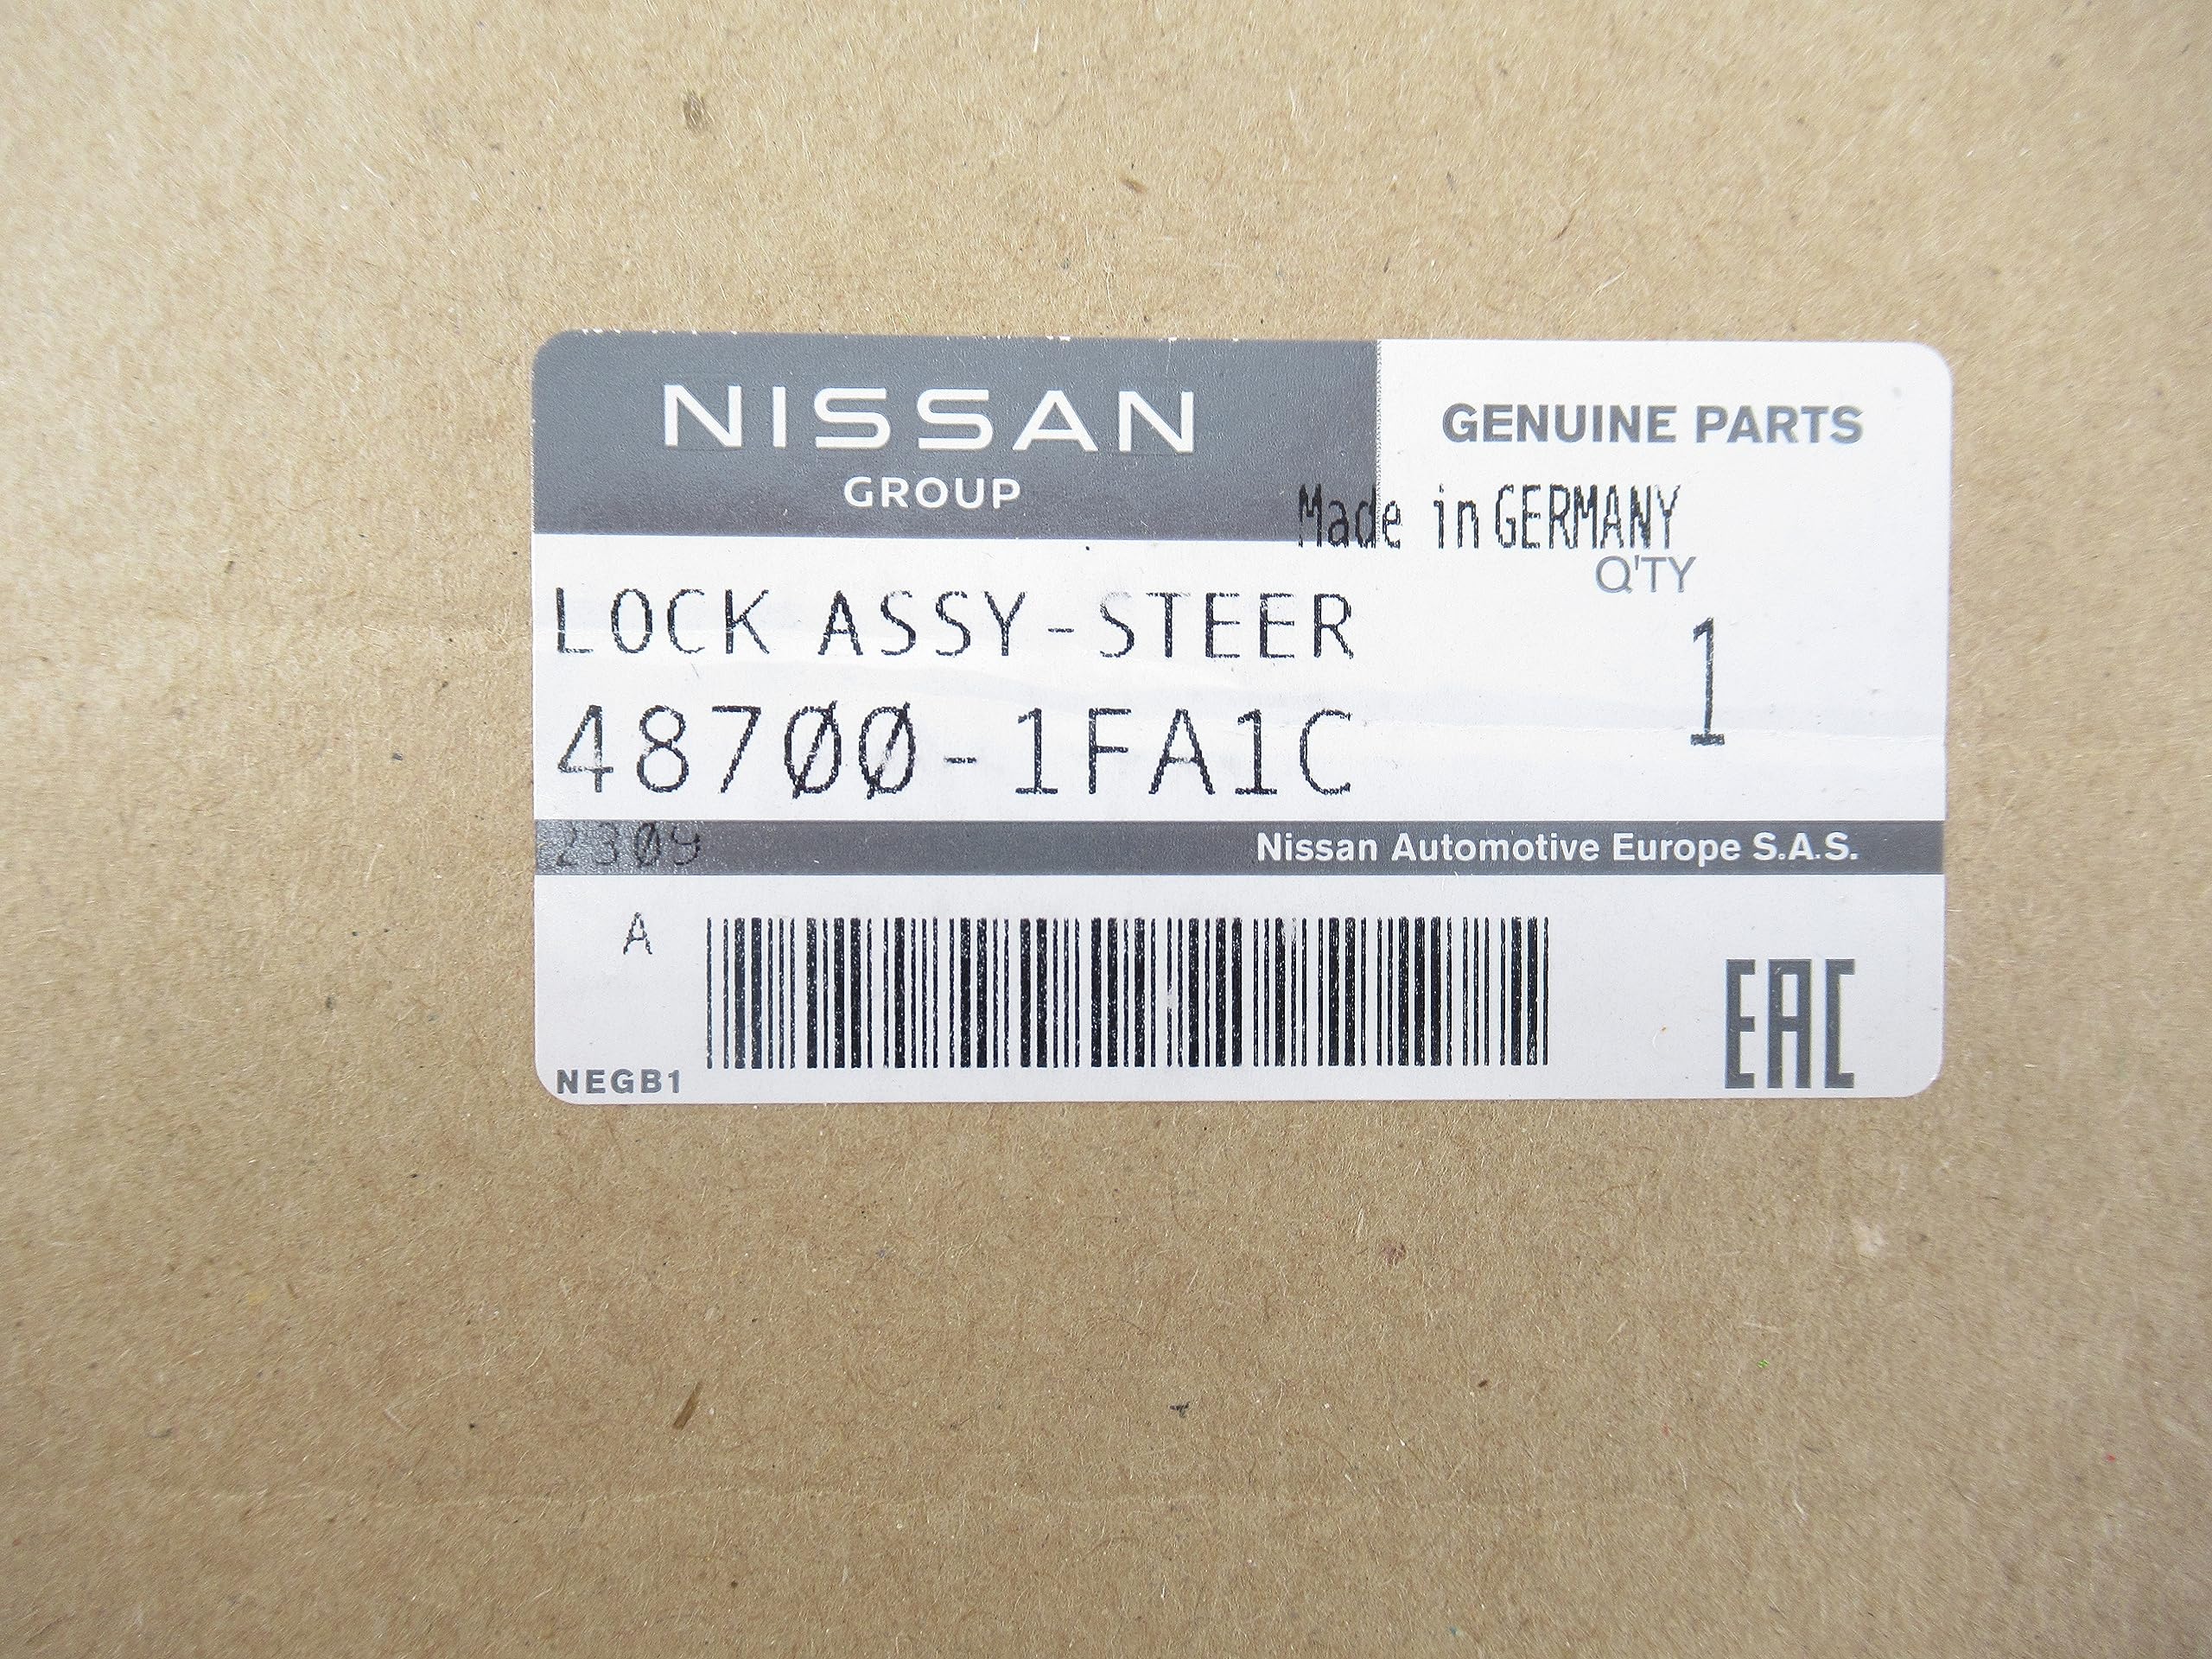 NISSAN
GROUP
GENUINE PARTS
Made in GERMANY
Q'TY
LOCK ASSY-STEER
1
48700-1FA1C
2309
Nissan Automotive Europe S.A.S.
A
NEGB1
EAC